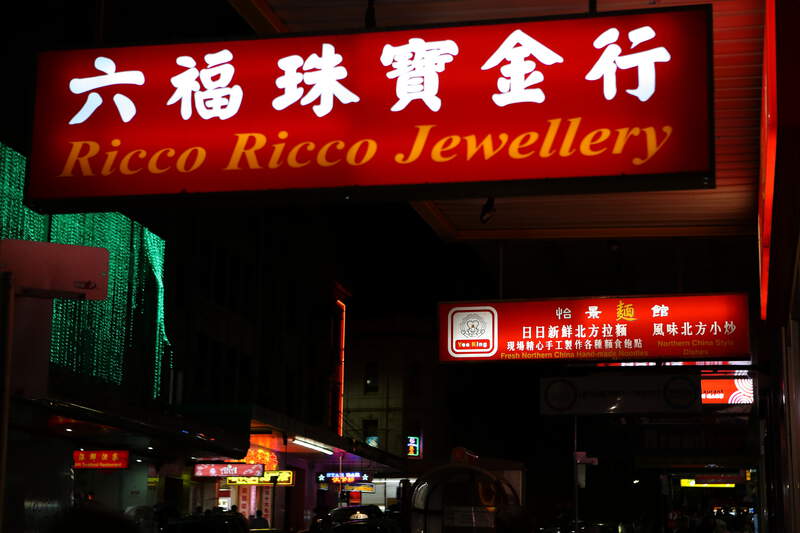 六福珠寶金行
Ricco Ricco Jewellery
怡景麵館
日日新鮮北方拉麵 風味北方小炒
現場精心手工製作各種麵食飽點
Northern China Style
Fresh Northern China Hand-made Noodles
Dishes
Yee King